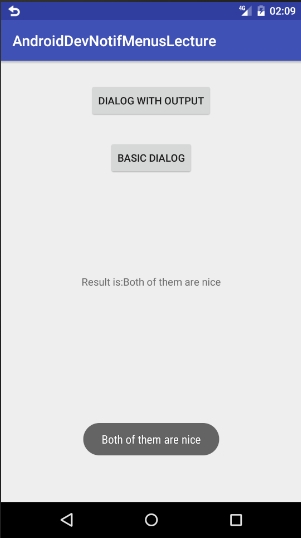 4G 02:09
AndroidDevNotifMenusLecture
DIALOG WITH OUTPUT
BASIC DIALOG
Result is:Both of them are nice
Both of them are nice